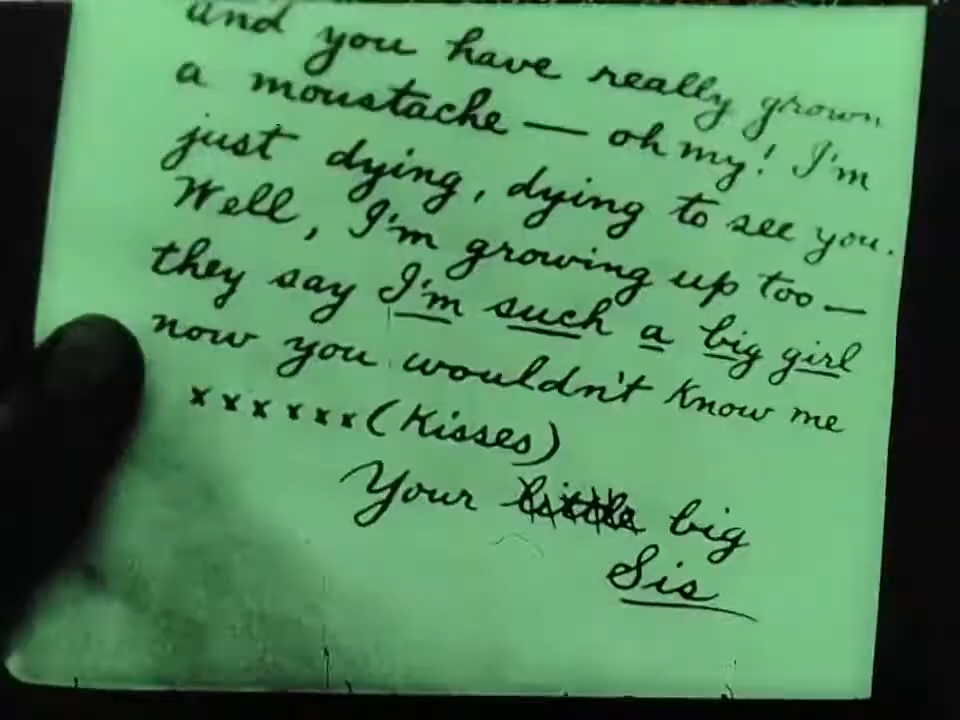 and you have really grown
a moustache — oh my! I'm
just dying, dying to see you.
Well, I'm growing up too —
they say I'm such a big girl
now you wouldn't know me
xxxxxx (Kisses)
Your little big
Sis